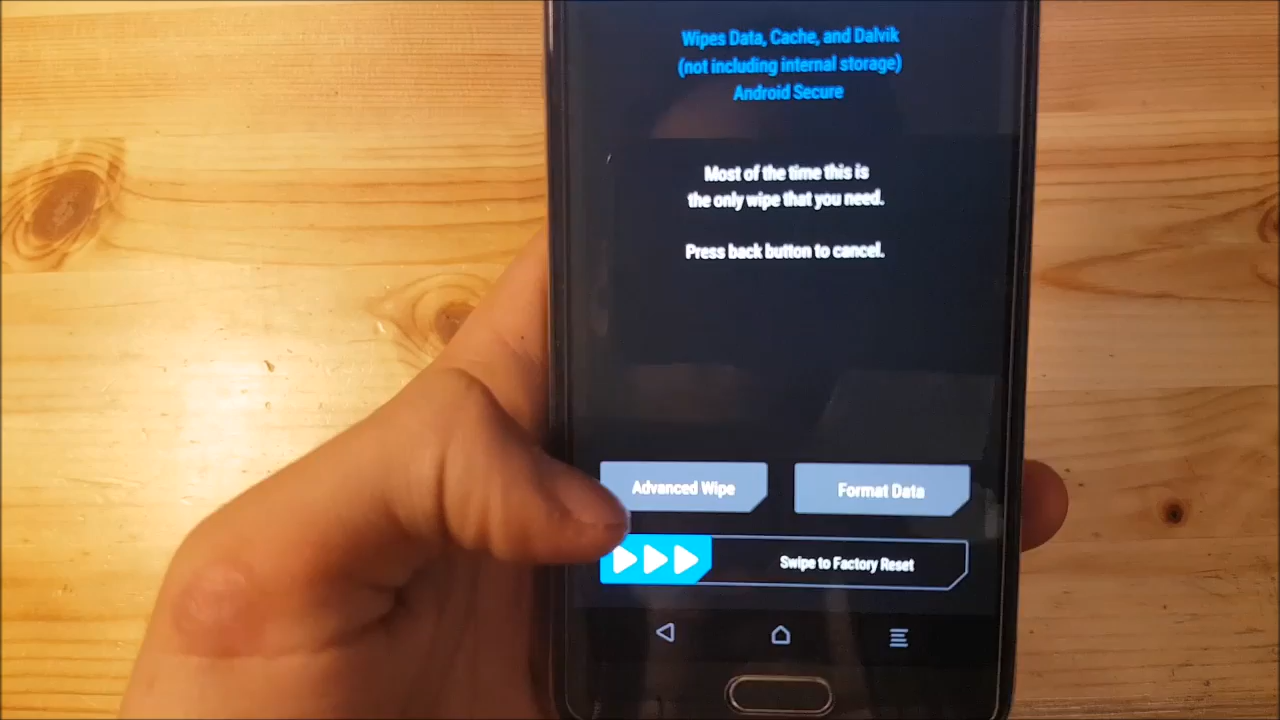 Wipes Data, Cache, and Dalvik
(not including internal storage)
Android Secure
Most of the time this is
the only wipe that you need.
Press back button to cancel.
Advanced Wipe
Format Data
Swipe to Factory Reset